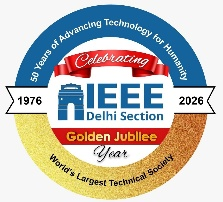 50 Years of Advancing Technology for Humanity
Celebrating
1976
IEEE
2026
Delhi Section
Golden Jubilee
Year
World's Largest Technical Society